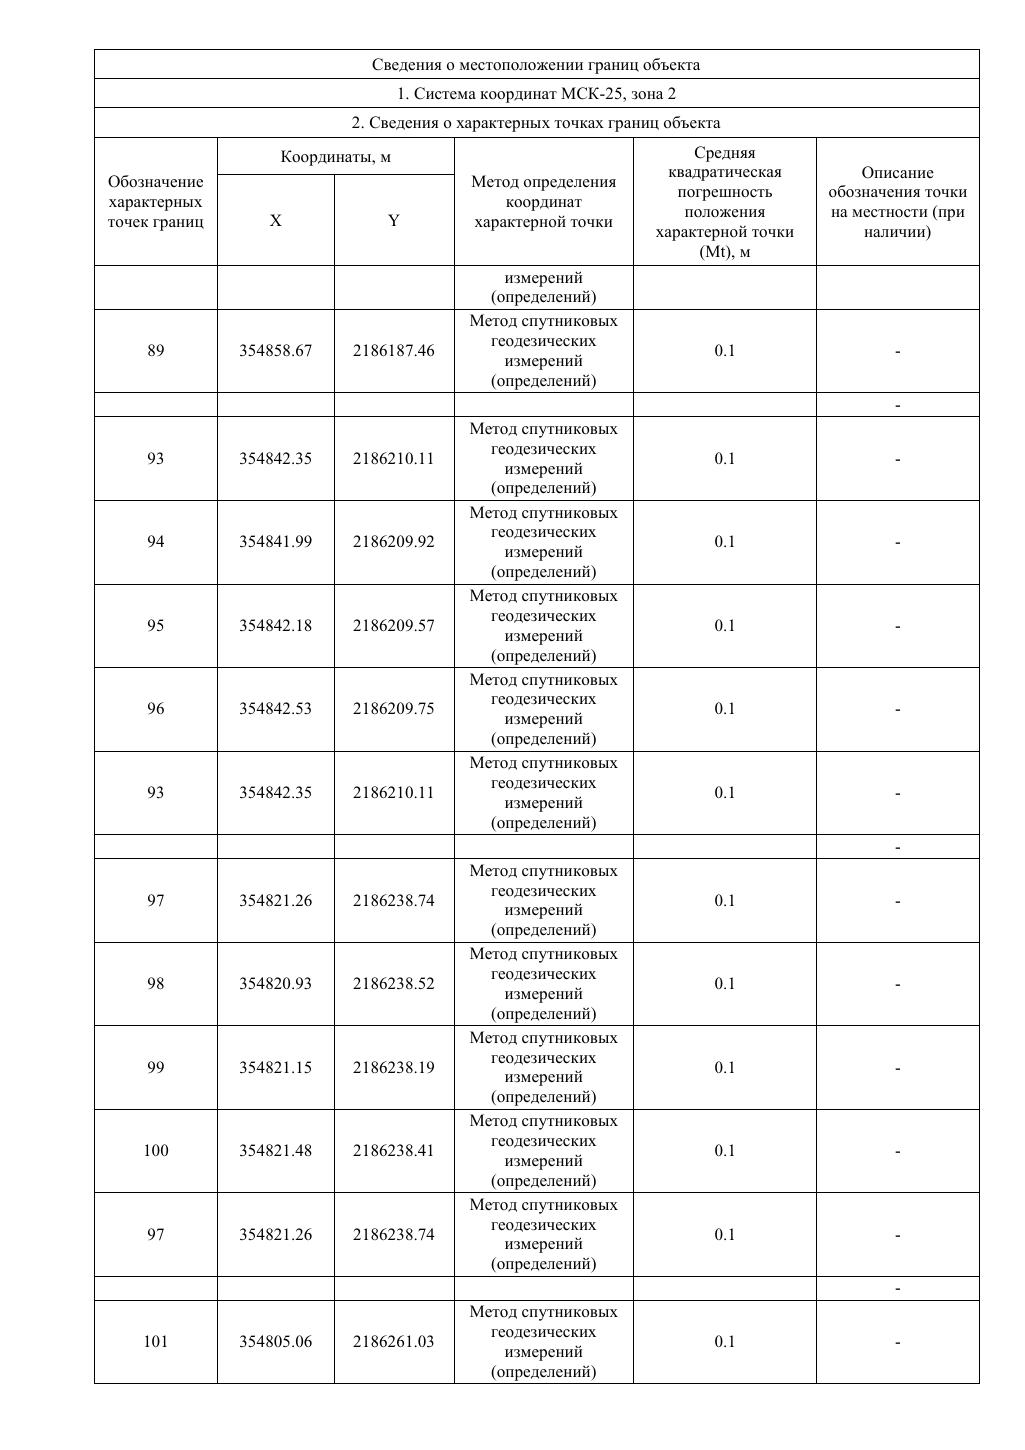 Сведения о местоположении границ объекта
1. Система координат МСК-25, зона 2
2. Сведения о характерных точках границ объекта
Обозначение
характерных
точек границ
Координаты, м
X
Y
Метод определения
координат
характерной точки
Средняя
квадратическая
погрешность
положения
характерной точки
(Mt), м
Описание
обозначения точки
на местности (при
наличии)
измерений
(определений)
89
354858.67
2186187.46
Метод спутниковых
геодезических
измерений
(определений)
0.1
-
-
93
354842.35
2186210.11
Метод спутниковых
геодезических
измерений
(определений)
0.1
-
94
354841.99
2186209.92
Метод спутниковых
геодезических
измерений
(определений)
0.1
-
95
354842.18
2186209.57
Метод спутниковых
геодезических
измерений
(определений)
0.1
-
96
354842.53
2186209.75
Метод спутниковых
геодезических
измерений
(определений)
0.1
-
93
354842.35
2186210.11
Метод спутниковых
геодезических
измерений
(определений)
0.1
-
-
97
354821.26
2186238.74
Метод спутниковых
геодезических
измерений
(определений)
0.1
-
98
354820.93
2186238.52
Метод спутниковых
геодезических
измерений
(определений)
0.1
-
99
354821.15
2186238.19
Метод спутниковых
геодезических
измерений
(определений)
0.1
-
100
354821.48
2186238.41
Метод спутниковых
геодезических
измерений
(определений)
0.1
-
97
354821.26
2186238.74
Метод спутниковых
геодезических
измерений
(определений)
0.1
-
-
101
354805.06
2186261.03
Метод спутниковых
геодезических
измерений
(определений)
0.1
-